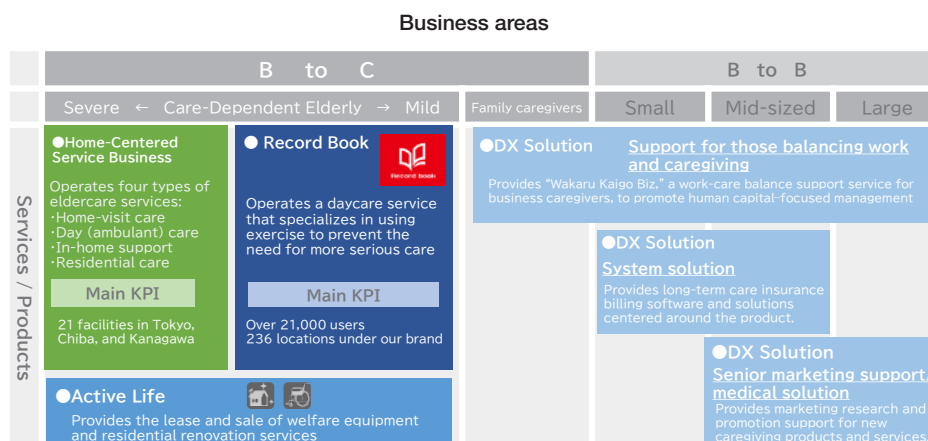 Business areas
B to C
B to B
Severe ← Care-Dependent Elderly → Mild
Family caregivers
Small
Mid-sized
Large
Services / Products
●Home-Centered
Service Business
Operates four types of
eldercare services:
・Home-visit care
・Day (ambulant) care
・In-home support
・Residential care
Main KPI
21 facilities in Tokyo,
Chiba, and Kanagawa
● Record Book
Record book
Operates a daycare service
that specializes in using
exercise to prevent the
need for more serious care
Main KPI
Over 21,000 users
236 locations under our brand
●DX Solution
Support for those balancing work
and caregiving
Provides “Wakaru Kaigo Biz,” a work-care balance support service for
business caregivers, to promote human capital-focused management
●DX Solution
System solution
Provides long-term care insurance
billing software and solutions
centered around the product.
●DX Solution
Senior marketing support,
medical solution
Provides marketing research and
promotion support for new
caregiving products and services
●Active Life
Provides the lease and sale of welfare equipment
and residential renovation services